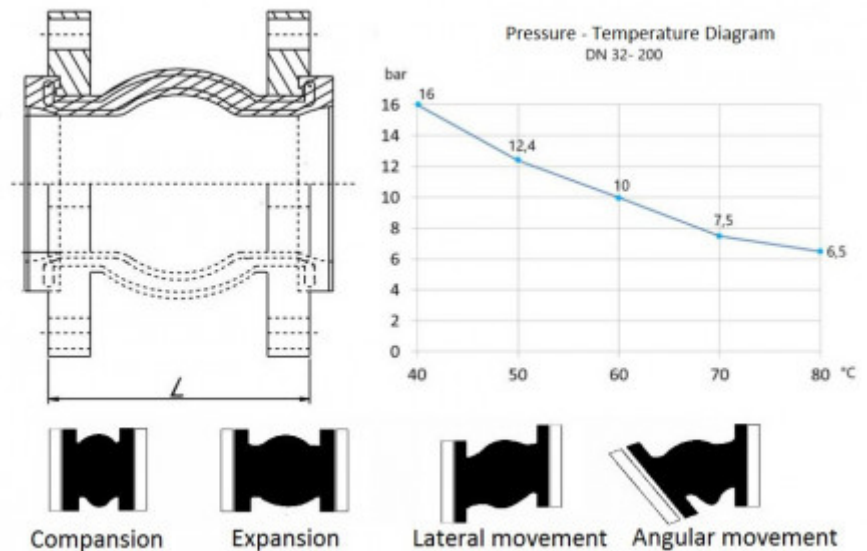 Pressure - Temperature Diagram
DN 32- 200
bar
16
14
12
10
8
6
4
2
0
16
12,4
10
7,5
6,5
40 50 60 70 80 °C
L
Compansion Expansion Lateral movement Angular movement